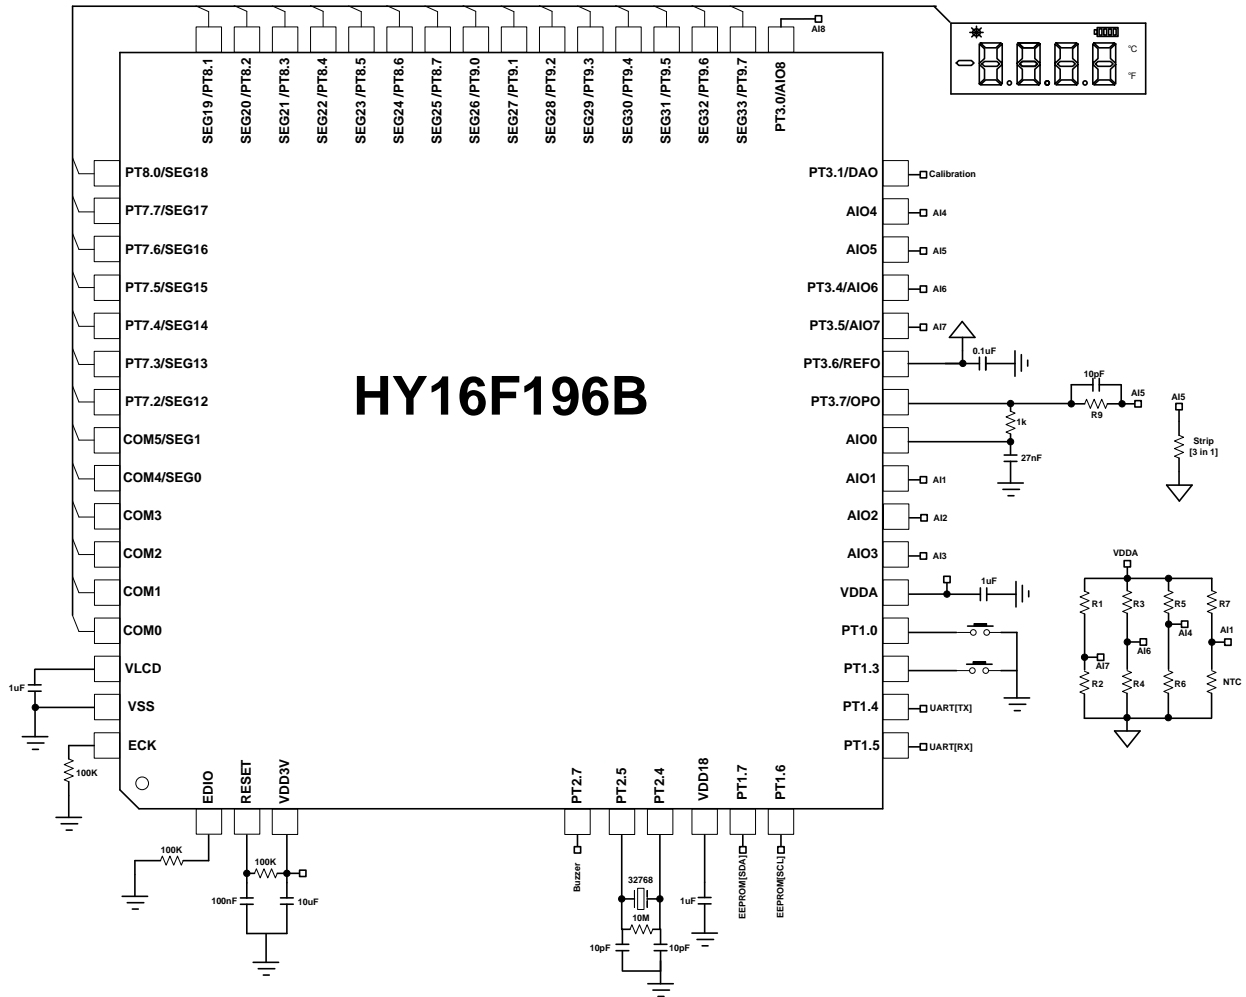 AI8
°C
°F
SEG19 /PT8.1
SEG20 /PT8.2
SEG21 /PT8.3
SEG22 /PT8.4
SEG23 /PT8.5
SEG24 /PT8.6
SEG25 /PT8.7
SEG26 /PT9.0
SEG27 /PT9.1
SEG28 /PT9.2
SEG29 /PT9.3
SEG30 /PT9.4
SEG31 /PT9.5
SEG32 /PT9.6
SEG33 /PT9.7
PT3.0/AIO8
PT8.0/SEG18
PT7.7/SEG17
PT7.6/SEG16
PT7.5/SEG15
PT7.4/SEG14
PT7.3/SEG13
PT7.2/SEG12
COM5/SEG1
COM4/SEG0
COM3
COM2
COM1
COM0
VLCD
1uF
VSS
ECK
100K
HY16F196B
PT3.1/DAO
Calibration
AIO4
AI4
AIO5
AI5
PT3.4/AIO6
AI6
PT3.5/AIO7
AI7
PT3.6/REFO
0.1uF
PT3.7/OPO
10pF
R9
AI5
1k
AIO0
27nF
AIO1
AI1
AIO2
AI2
AIO3
AI3
VDDA
1uF
PT1.0
PT1.3
PT1.4
UART[TX]
PT1.5
UART[RX]
AI5
Strip
[3 in 1]
VDDA
R1
R3
R5
R7
AI7
AI6
AI4
AI1
R2
R4
R6
NTC
EDIO
RESET
VDD3V
PT2.7
PT2.5
PT2.4
VDD18
PT1.7
PT1.6
100K
100K
100nF
10uF
Buzzer
32768
10M
10pF
10pF
1uF
EEPROM[SDA]
EEPROM[SCL]